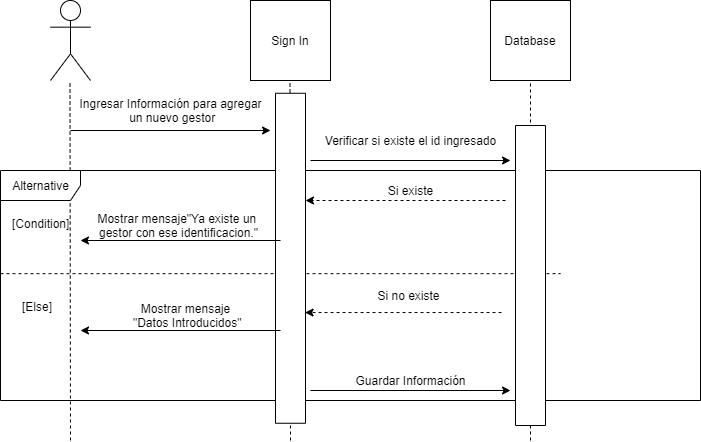 Sign In
Database
Ingresar Información para agregar
un nuevo gestor
Verificar si existe el id ingresado
Alternative
Si existe
[Condition]
Mostrar mensaje"Ya existe un
gestor con ese identificacion."
Si no existe
[Else]
Mostrar mensaje
"Datos Introducidos"
Guardar Información